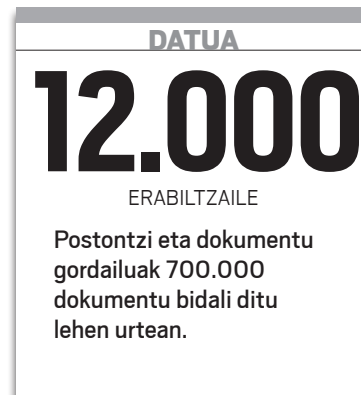 DATUA
12.000
ERABILTZAILE
Postontzi eta dokumentu
gordailuak 700.000
dokumentu bidali ditu
lehen urtean.